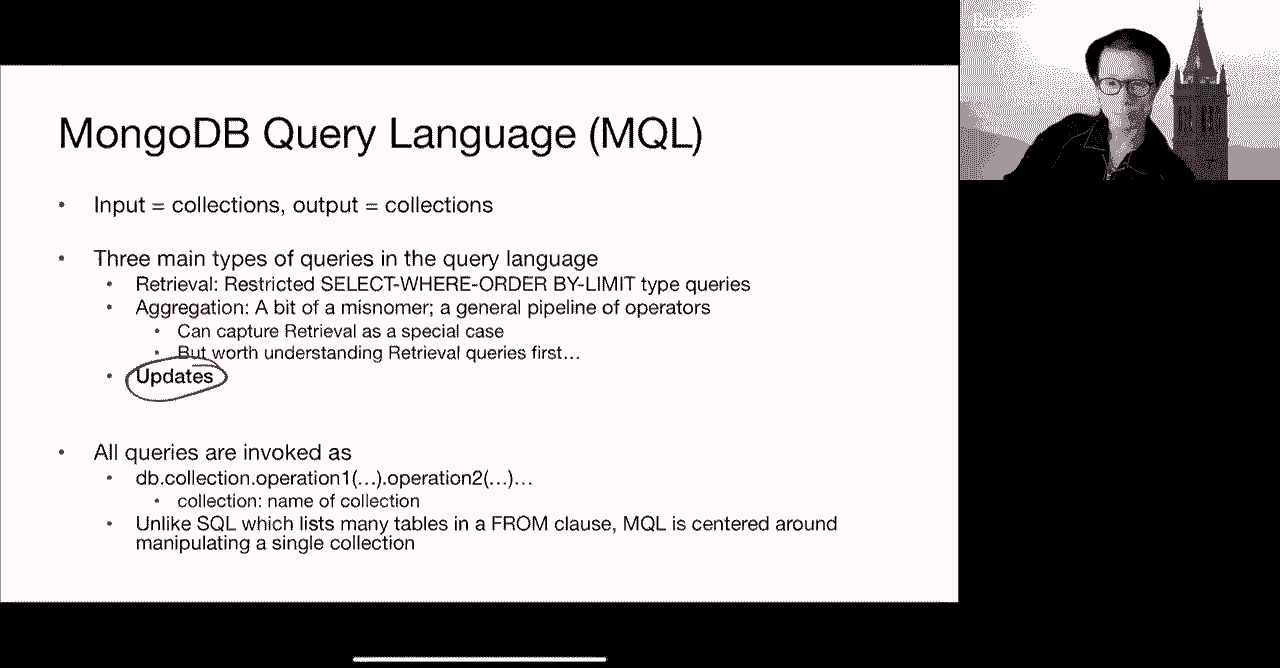 MongoDB Query Language (MQL)
• Input = collections, output = collections
• Three main types of queries in the query language
• Retrieval: Restricted SELECT-WHERE-ORDER BY-LIMIT type queries
• Aggregation: A bit of a misnomer; a general pipeline of operators
• Can capture Retrieval as a special case
• But worth understanding Retrieval queries first…
• Updates
• All queries are invoked as
• db.collection.operation1(…).operation2(…)…
• collection: name of collection
• Unlike SQL which lists many tables in a FROM clause, MQL is centered around
manipulating a single collection